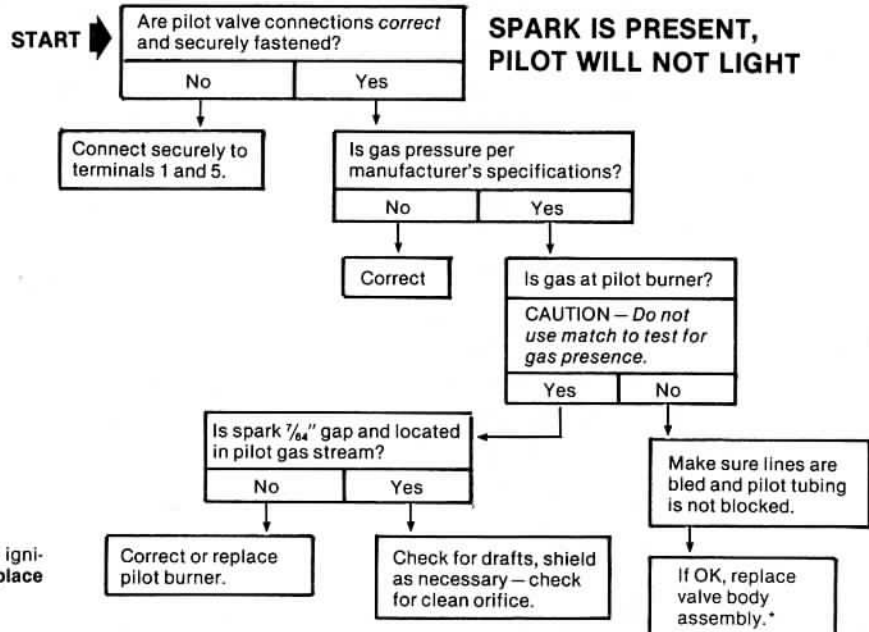 START
Are pilot valve connections correct
and securely fastened?
No
Yes
SPARK IS PRESENT,
PILOT WILL NOT LIGHT
Connect securely to
terminals 1 and 5.
Is gas pressure per
manufacturer's specifications?
No
Yes
Correct
Is gas at pilot burner?
CAUTION — Do not
use match to test for
gas presence.
Yes
No
Is spark 7/64" gap and located
in pilot gas stream?
No
Yes
Make sure lines are
bled and pilot tubing
is not blocked.
igni-
place
Correct or replace
pilot burner.
Check for drafts, shield
as necessary — check
for clean orifice.
If OK, replace
valve body
assembly.*